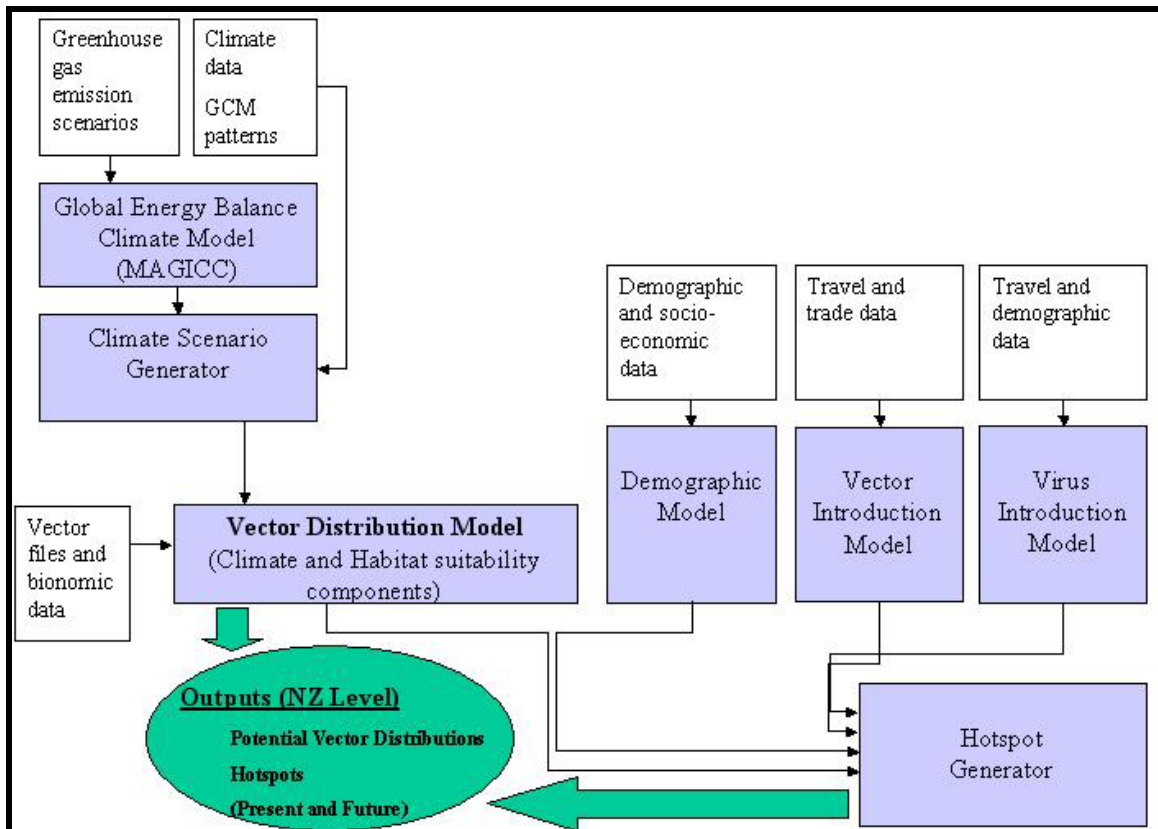 Greenhouse
gas
emission
scenarios
Climate
data
GCM
patterns
Global Energy Balance
Climate Model
(MAGICC)
Climate Scenario
Generator
Demographic
and socio-
economic
data
Travel and
trade data
Travel and
demographic
data
Demographic
Model
Vector
Introduction
Model
Virus
Introduction
Model
Vector
files and
bionomic
data
Vector Distribution Model
(Climate and Habitat suitability
components)
Outputs (NZ Level)
Potential Vector Distributions
Hotspots
(Present and Future)
Hotspot
Generator